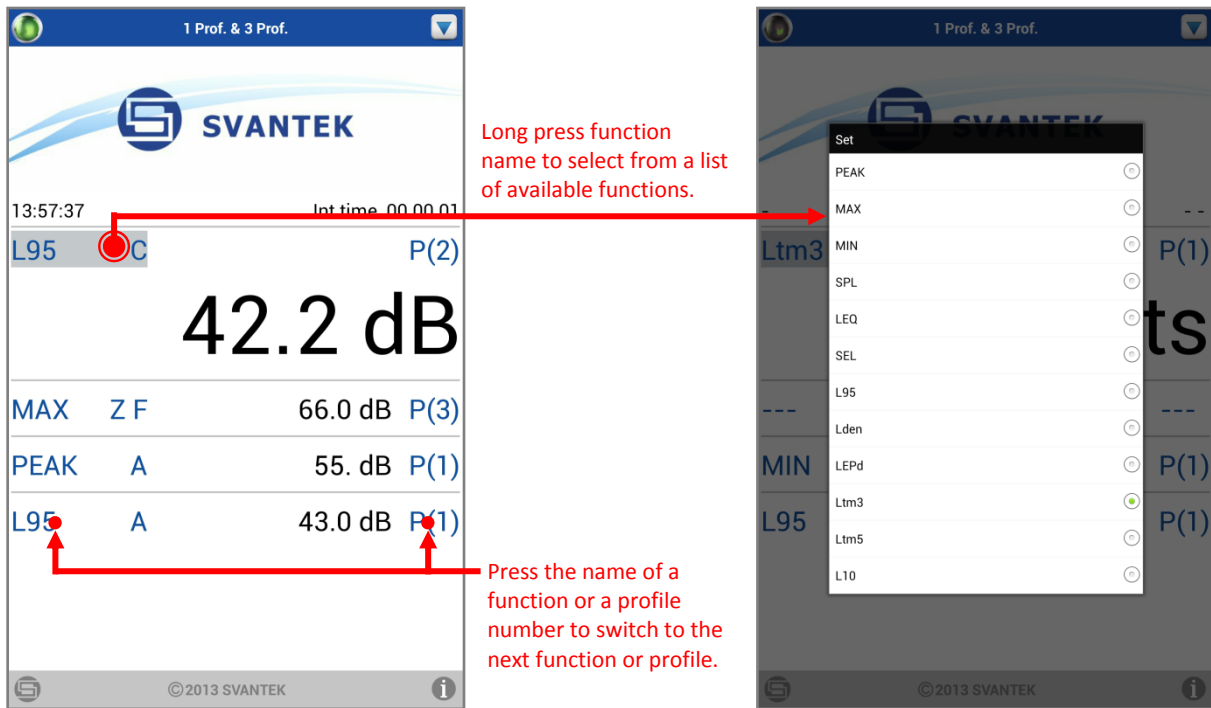 1 Prof. & 3 Prof.
SVANTEK
13:57:37 Int time 00.00.01
L95 C P(2)
42.2 dB
MAX Z F 66.0 dB P(3)
PEAK A 55. dB P(1)
L95 A 43.0 dB P(1)
©2013 SVANTEK
Long press function
name to select from a list
of available functions.
Press the name of a
function or a profile
number to switch to the
next function or profile.
1 Prof. & 3 Prof.
SVANTEK
Set
PEAK
MAX
MIN
SPL
LEQ
SEL
L95
Lden
LEPd
Ltm3
Ltm5
L10
- - -
Ltm3 P(1)
ts
--- ---
MIN P(1)
L95 P(1)
©2013 SVANTEK